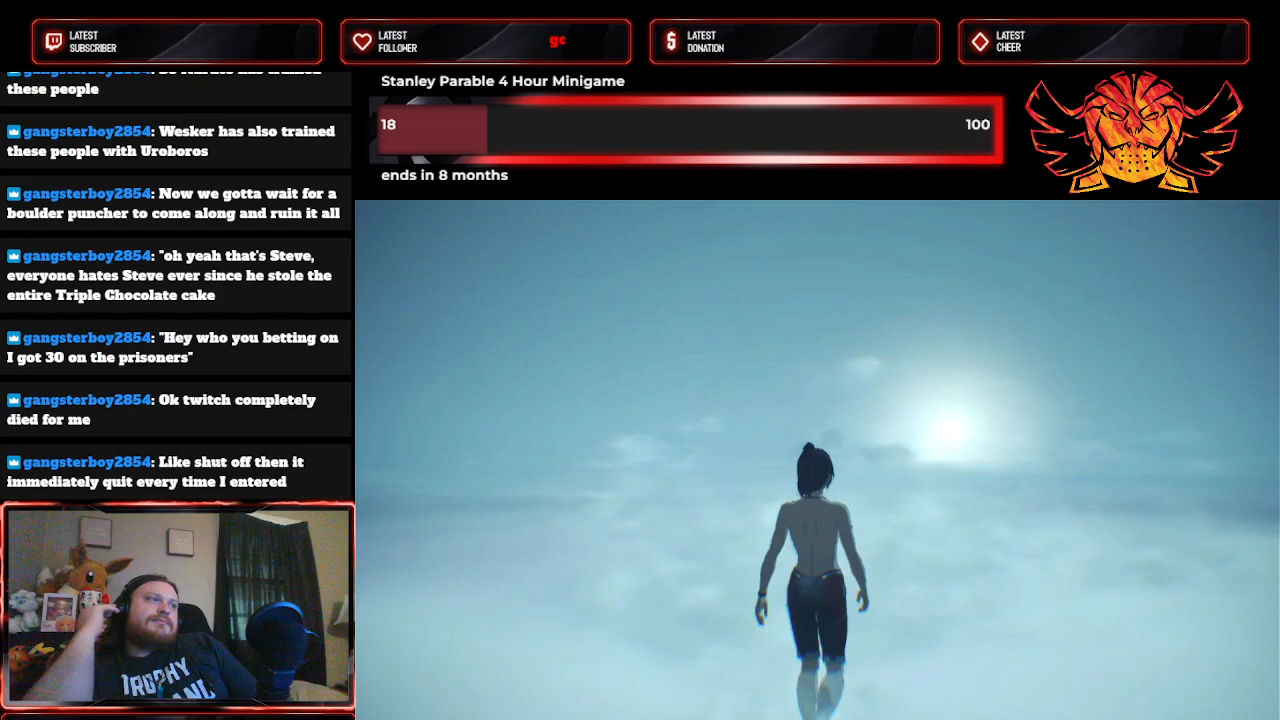 LATEST
SUBSCRIBER
LATEST
FOLLOWER
LATEST
DONATION
LATEST
CHEER
these people
gangsterboy2854: Wesker has also trained
these people with Uroboros
gangsterboy2854: Now we gotta wait for a
boulder puncher to come along and ruin it all
gangsterboy2854: "oh yeah that's Steve,
everyone hates Steve ever since he stole the
entire Triple Chocolate cake
gangsterboy2854: "Hey who you betting on
I got 30 on the prisoners"
gangsterboy2854: Ok twitch completely
died for me
gangsterboy2854: Like shut off then it
immediately quit every time I entered
Stanley Parable 4 Hour Minigame
18
100
ends in 8 months